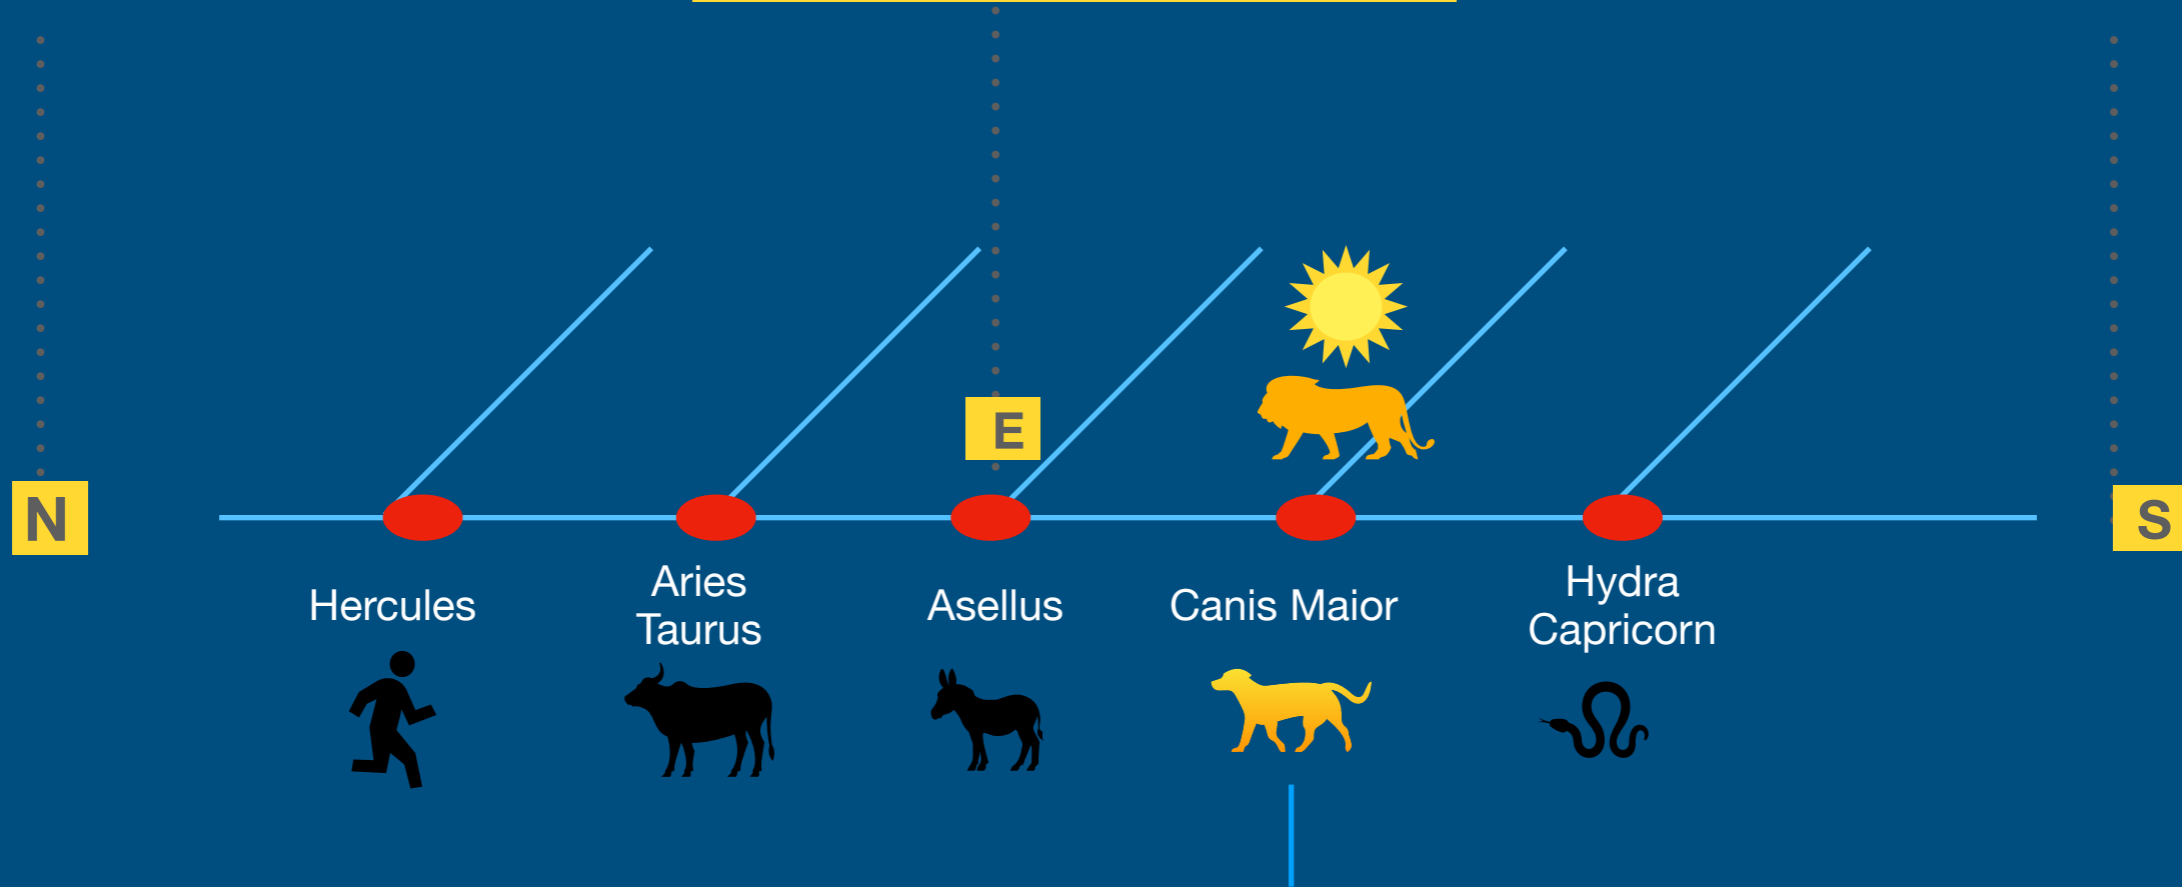 E
N
S
Hercules
Aries
Taurus
Asellus
Canis Maior
Hydra
Capricorn